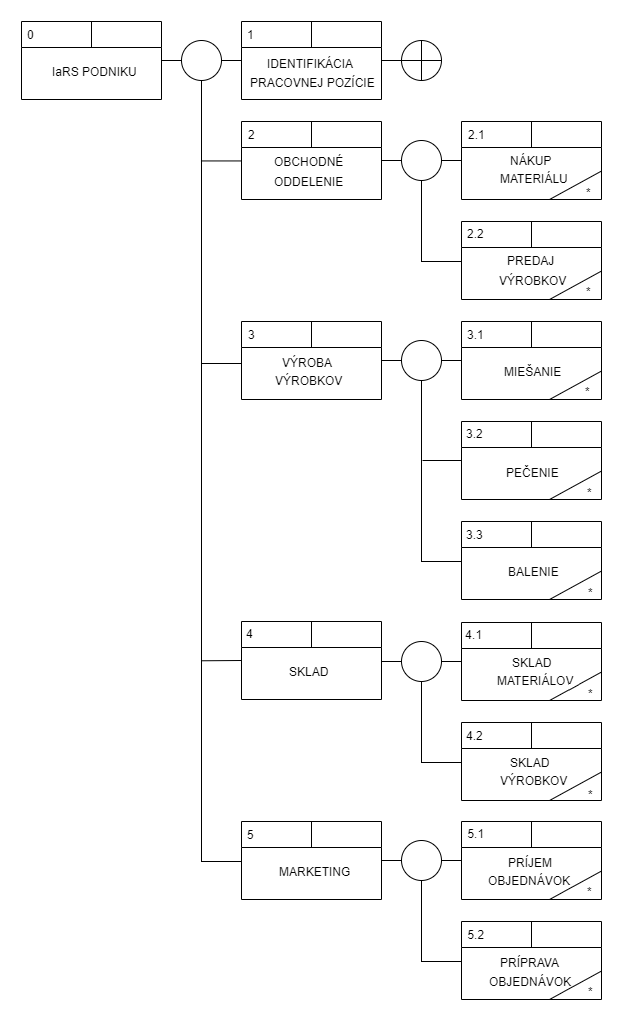 0
IaRS PODNIKU
1
IDENTIFIKÁCIA
PRACOVNEJ POZÍCIE
2
OBCHODNÉ
ODDELENIE
2.1
NÁKUP
MATERIÁLU
*
2.2
PREDAJ
VÝROBKOV
*
3
VÝROBA
VÝROBKOV
3.1
MIEŠANIE
*
3.2
PEČENIE
*
3.3
BALENIE
*
4
SKLAD
4.1
SKLAD
MATERIÁLOV
*
4.2
SKLAD
VÝROBKOV
*
5
MARKETING
5.1
PRÍJEM
OBJEDNÁVOK
*
5.2
PRÍPRAVA
OBJEDNÁVOK
*